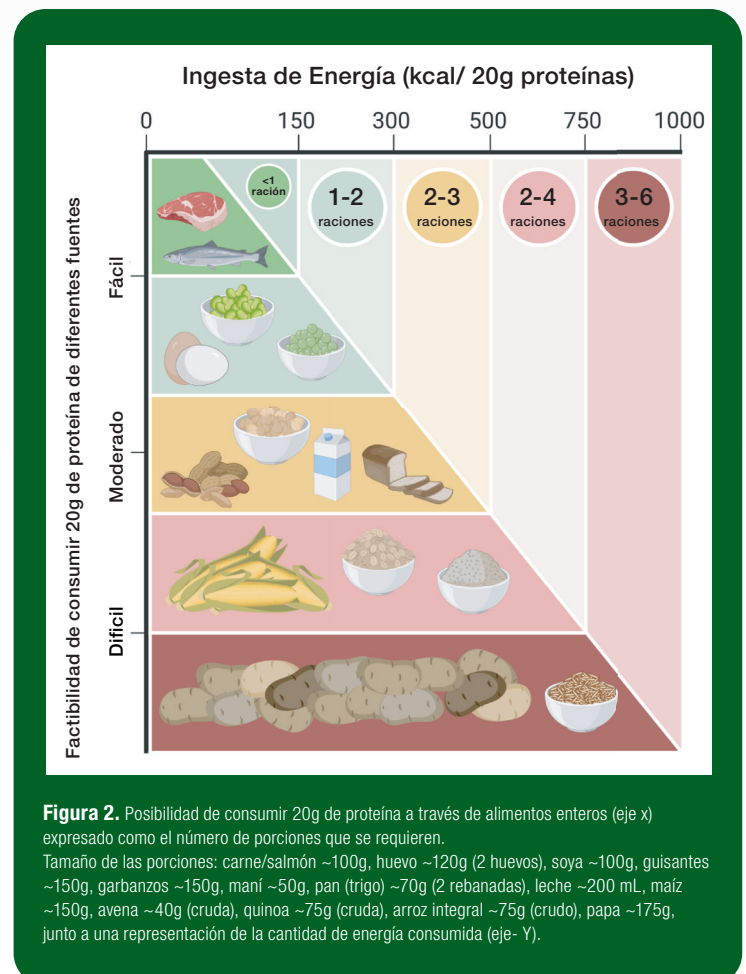 Ingesta de Energía (kcal/ 20g proteínas)
0 150 300 500 750 1000
<1
ración
1-2
raciones
2-3
raciones
2-4
raciones
3-6
raciones
Factibilidad de consumir 20g de proteína de diferentes fuentes
Fácil
Moderado
Difícil
Figura 2. Posibilidad de consumir 20g de proteína a través de alimentos enteros (eje x)
expresado como el número de porciones que se requieren.
Tamaño de las porciones: carne/salmón ~100g, huevo ~120g (2 huevos), soya ~100g, guisantes
~150g, garbanzos ~150g, maní ~50g, pan (trigo) ~70g (2 rebanadas), leche ~200 mL, maíz
~150g, avena ~40g (cruda), quinoa ~75g (cruda), arroz integral ~75g (crudo), papa ~175g,
junto a una representación de la cantidad de energía consumida (eje- Y).